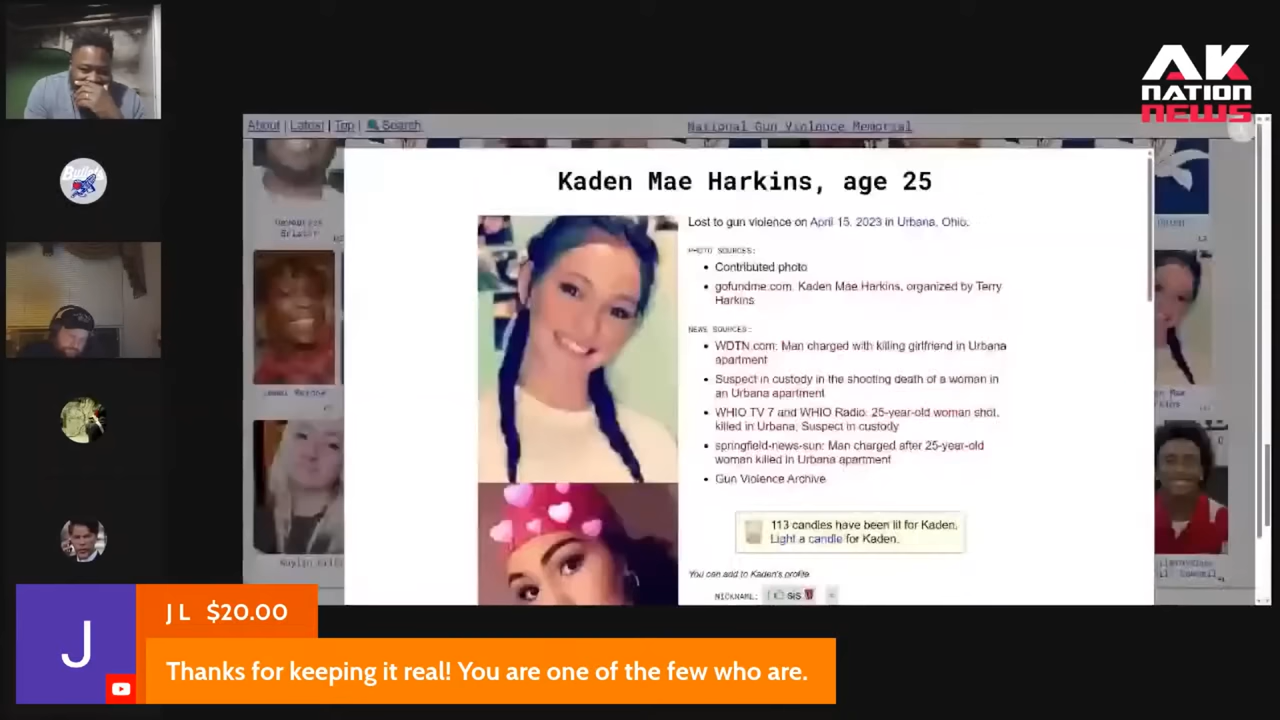 AK
NATION
NEWS
About | Latest | Top | Search
National Gun Violence Memorial
Kaden Mae Harkins, age 25
Lost to gun violence on April 15, 2023 in Urbana, Ohio.
PHOTO SOURCES:
• Contributed photo
• gofundme.com. Kaden Mae Harkins, organized by Terry
Harkins
NEWS SOURCES:
• WDTN.com: Man charged with killing girlfriend in Urbana
apartment
• Suspect in custody in the shooting death of a woman in
an Urbana apartment
• WHIO TV 7 and WHIO Radio: 25-year-old woman shot,
killed in Urbana, Suspect in custody
• springfield-news-sun: Man charged after 25-year-old
woman killed in Urbana apartment
• Gun Violence Archive
113 candles have been lit for Kaden.
Light a candle for Kaden.
You can add to Kaden's profile
NICKNAME: SIS
J
J L $20.00
Thanks for keeping it real! You are one of the few who are.